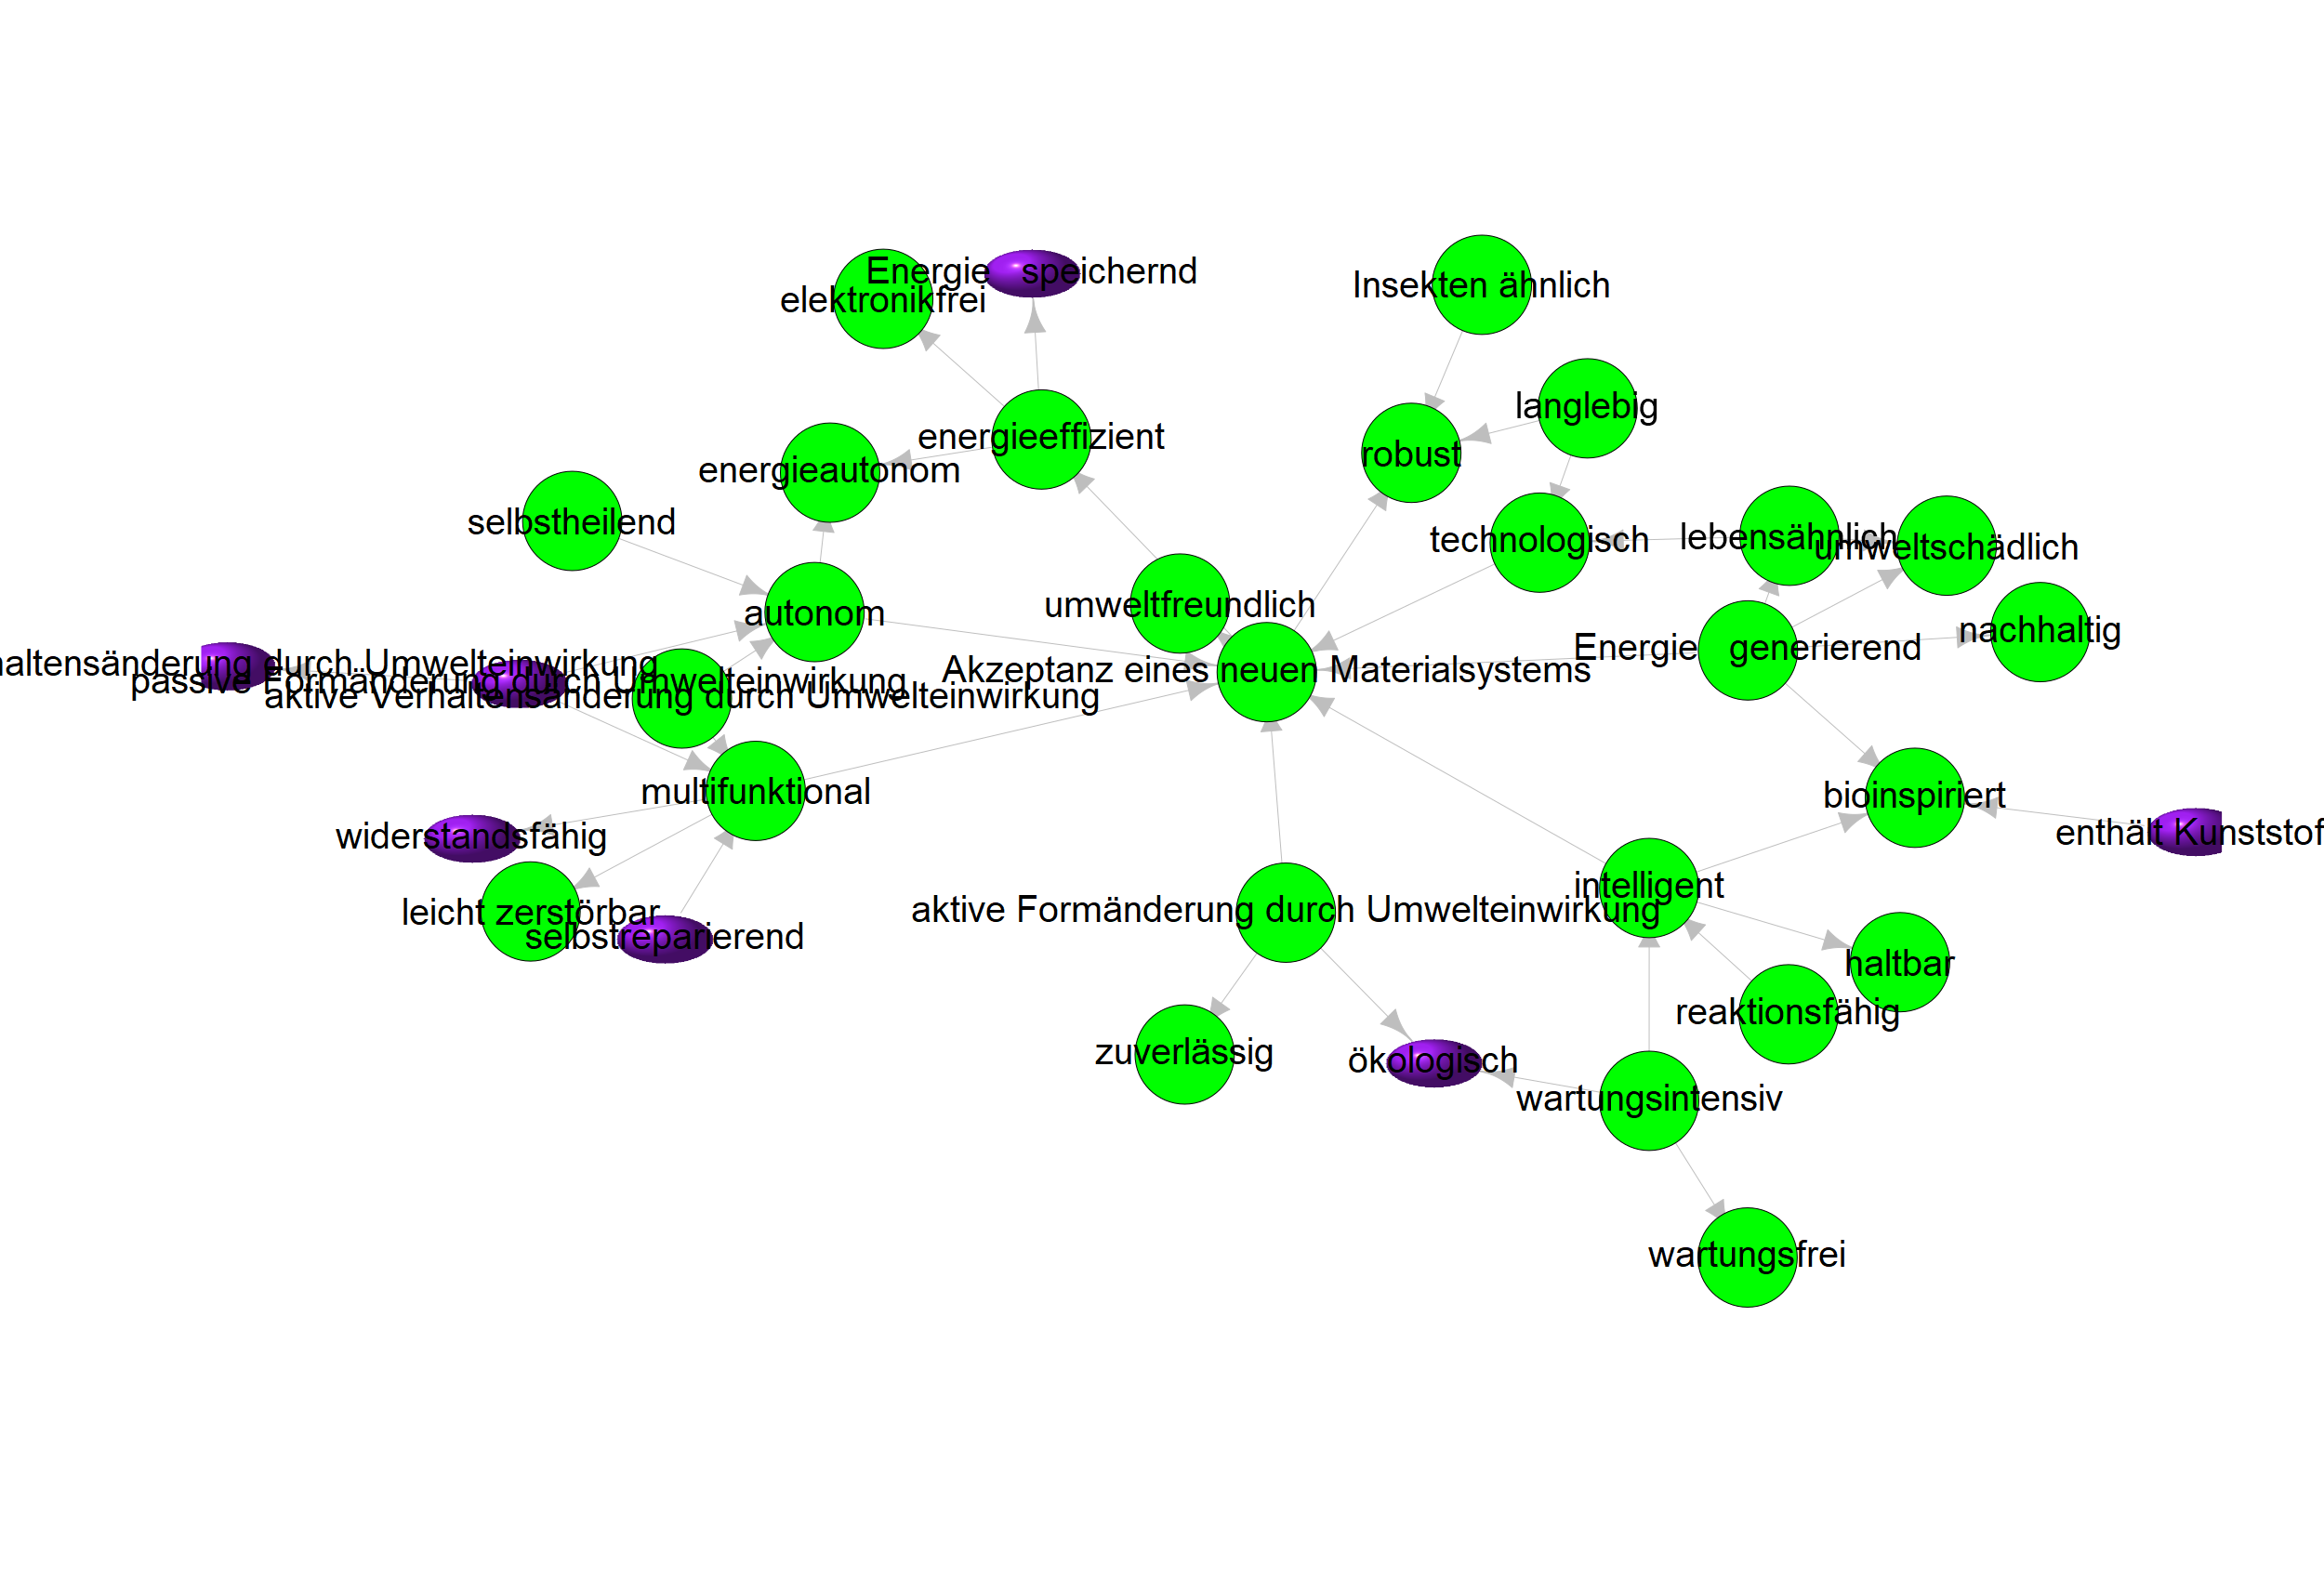 Energie speichernd
Insekten ähnlich
elektronikfrei
langlebig
energieeffizient
robust
energieautonom
selbstheilend
technologisch
lebensähnlich
umweltschädlich
umweltfreundlich
autonom
nachhaltig
Energie generierend
haltensänderung durch Umwelteinwirkung
Akzeptanz eines neuen Materialsystems
passive Formänderung durch Umwelteinwirkung
aktive Verhaltensänderung durch Umwelteinwirkung
multifunktional
bioinspiriert
enthält Kunststof
widerstandsfähig
intelligent
aktive Formänderung durch Umwelteinwirkung
leicht zerstörbar
selbstreparierend
haltbar
reaktionsfähig
zuverlässig
ökologisch
wartungsintensiv
wartungsfrei